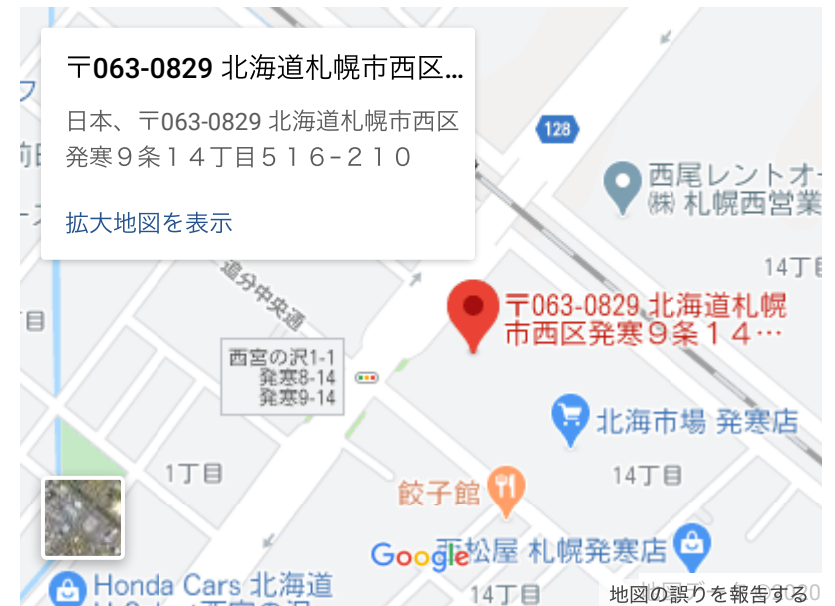 〒063-0829 北海道札幌市西区...
日本、〒063-0829 北海道札幌市西区
発寒９条１４丁目５１６−２１０
拡大地図を表示
128
西尾レントオー
㈱ 札幌西営業
14丁目
追分中央通
〒063-0829 北海道札幌
市西区発寒９条１４…
西宮の沢1-1
発寒8-14
発寒9-14
北海市場 発寒店
1丁目
14丁目
餃子館
Google
西松屋 札幌発寒店
Honda Cars 北海道
14丁目
地図の誤りを報告する